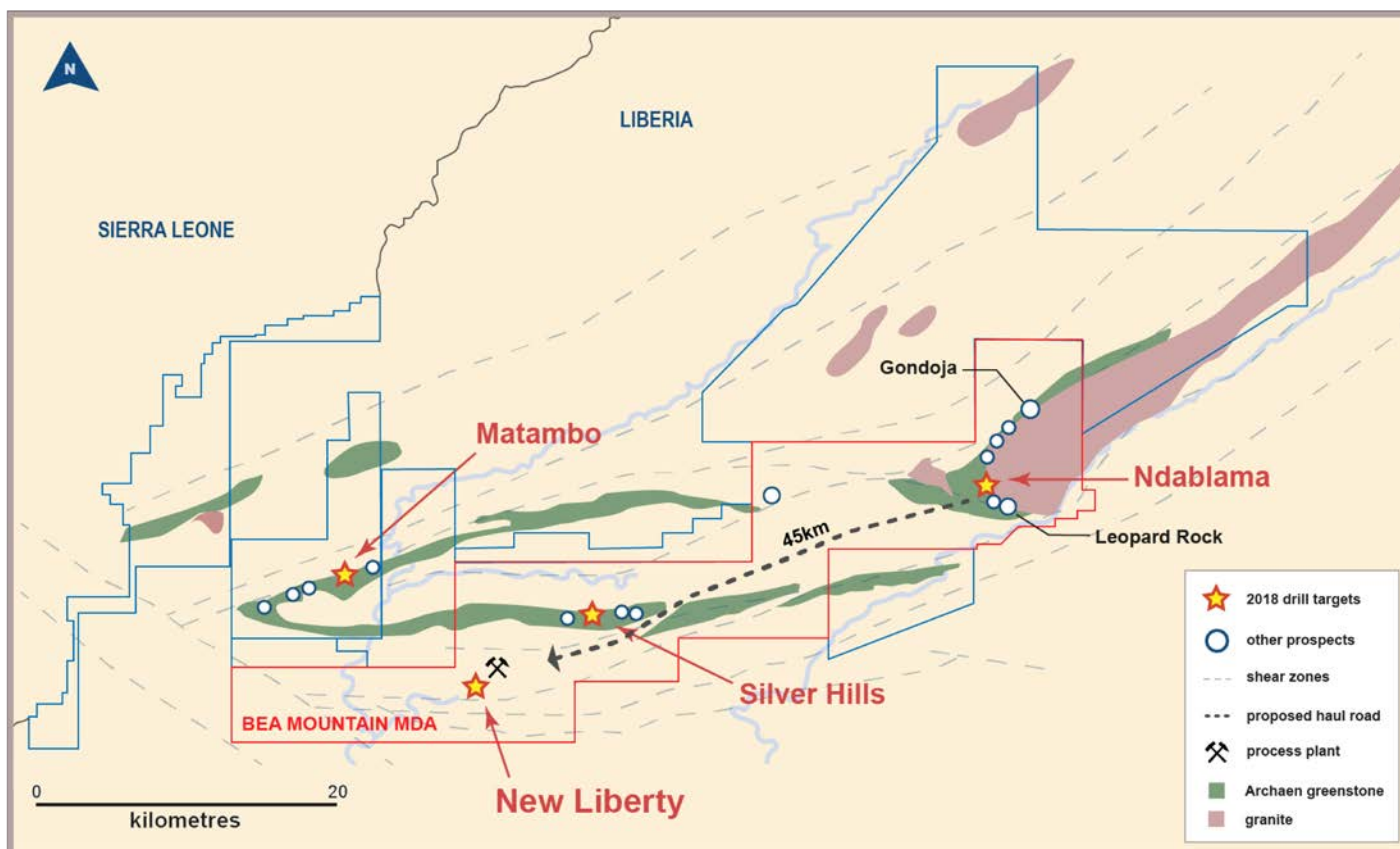 N
LIBERIA
SIERRA LEONE
Gondoja
Matambo
Ndablama
45km
Leopard Rock
Silver Hills
BEA MOUNTAIN MDA
New Liberty
0 20
kilometres
2018 drill targets
other prospects
shear zones
proposed haul road
process plant
Archaen greenstone
granite